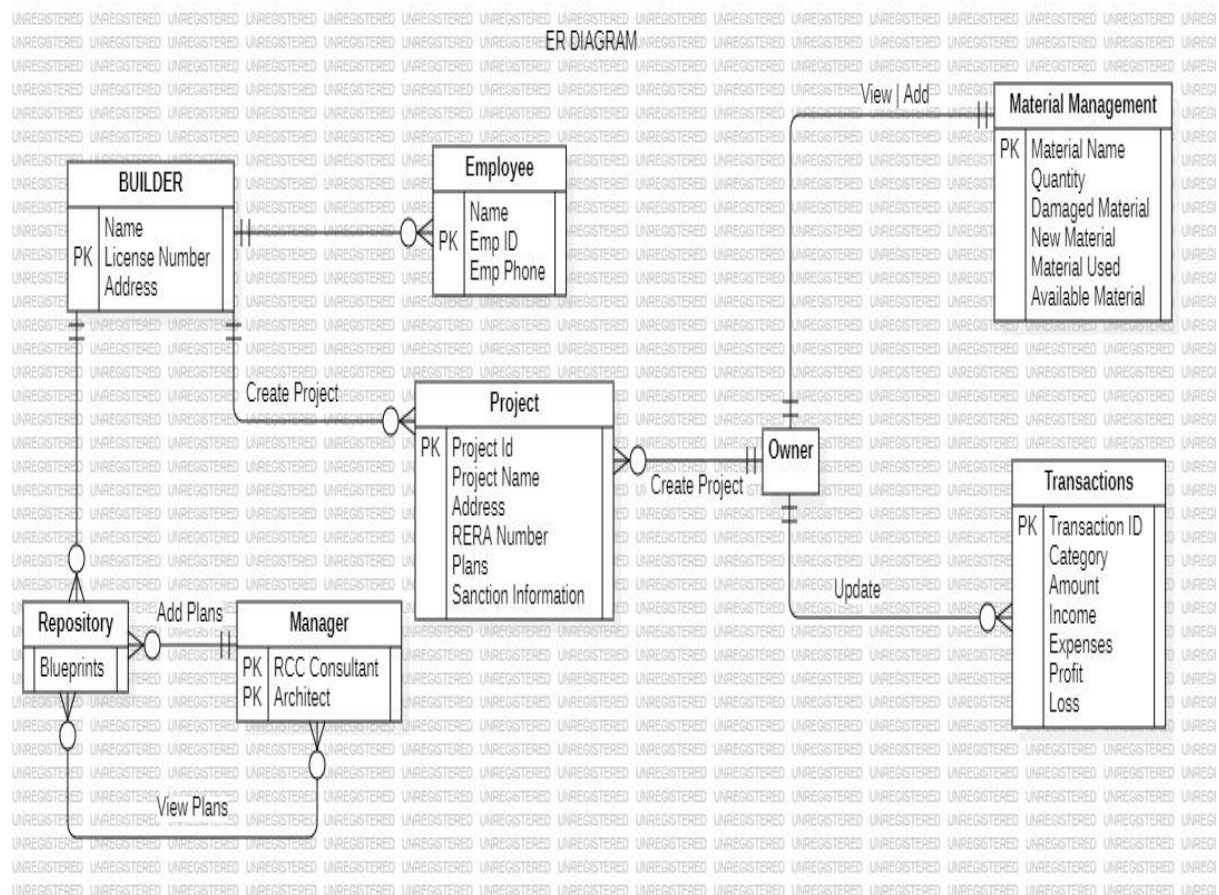 ER DIAGRAM
View | Add
Material Management
PK Material Name
Quantity
Damaged Material
New Material
Material Used
Available Material
BUILDER
Name
PK License Number
Address
Employee
Name
PK Emp ID
Emp Phone
Create Project
Project
PK Project Id
Project Name
Address
RERA Number
Plans
Sanction Information
Owner
Create Project
Transactions
PK Transaction ID
Category
Amount
Income
Expenses
Profit
Loss
Update
Repository
Blueprints
Add Plans
Manager
PK RCC Consultant
PK Architect
View Plans
UNREGISTERED